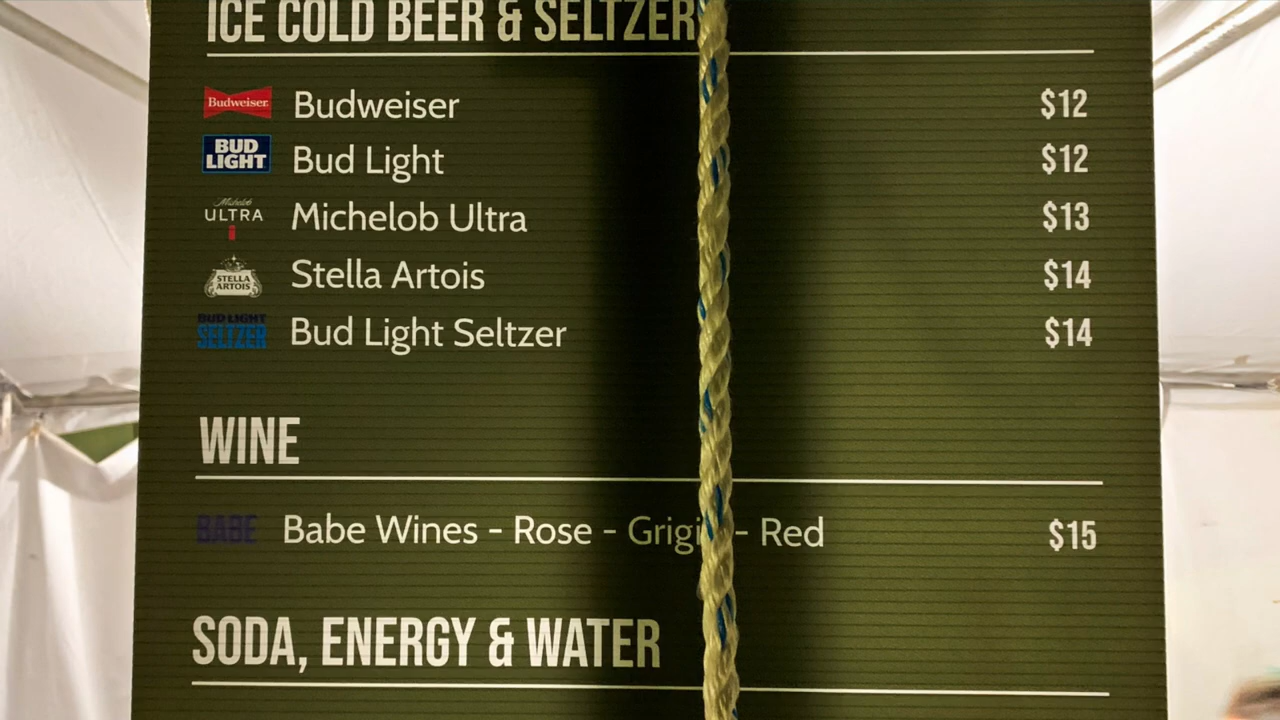 ICE COLD BEER & SELTZER
Budweiser Budweiser $12
BUD LIGHT Bud Light $12
Michelob ULTRA Michelob Ultra $13
STELLA ARTOIS Stella Artois $14
BUD LIGHT SELTZER Bud Light Seltzer $14
WINE
BABE Babe Wines - Rose - Grigi - Red $15
SODA, ENERGY & WATER